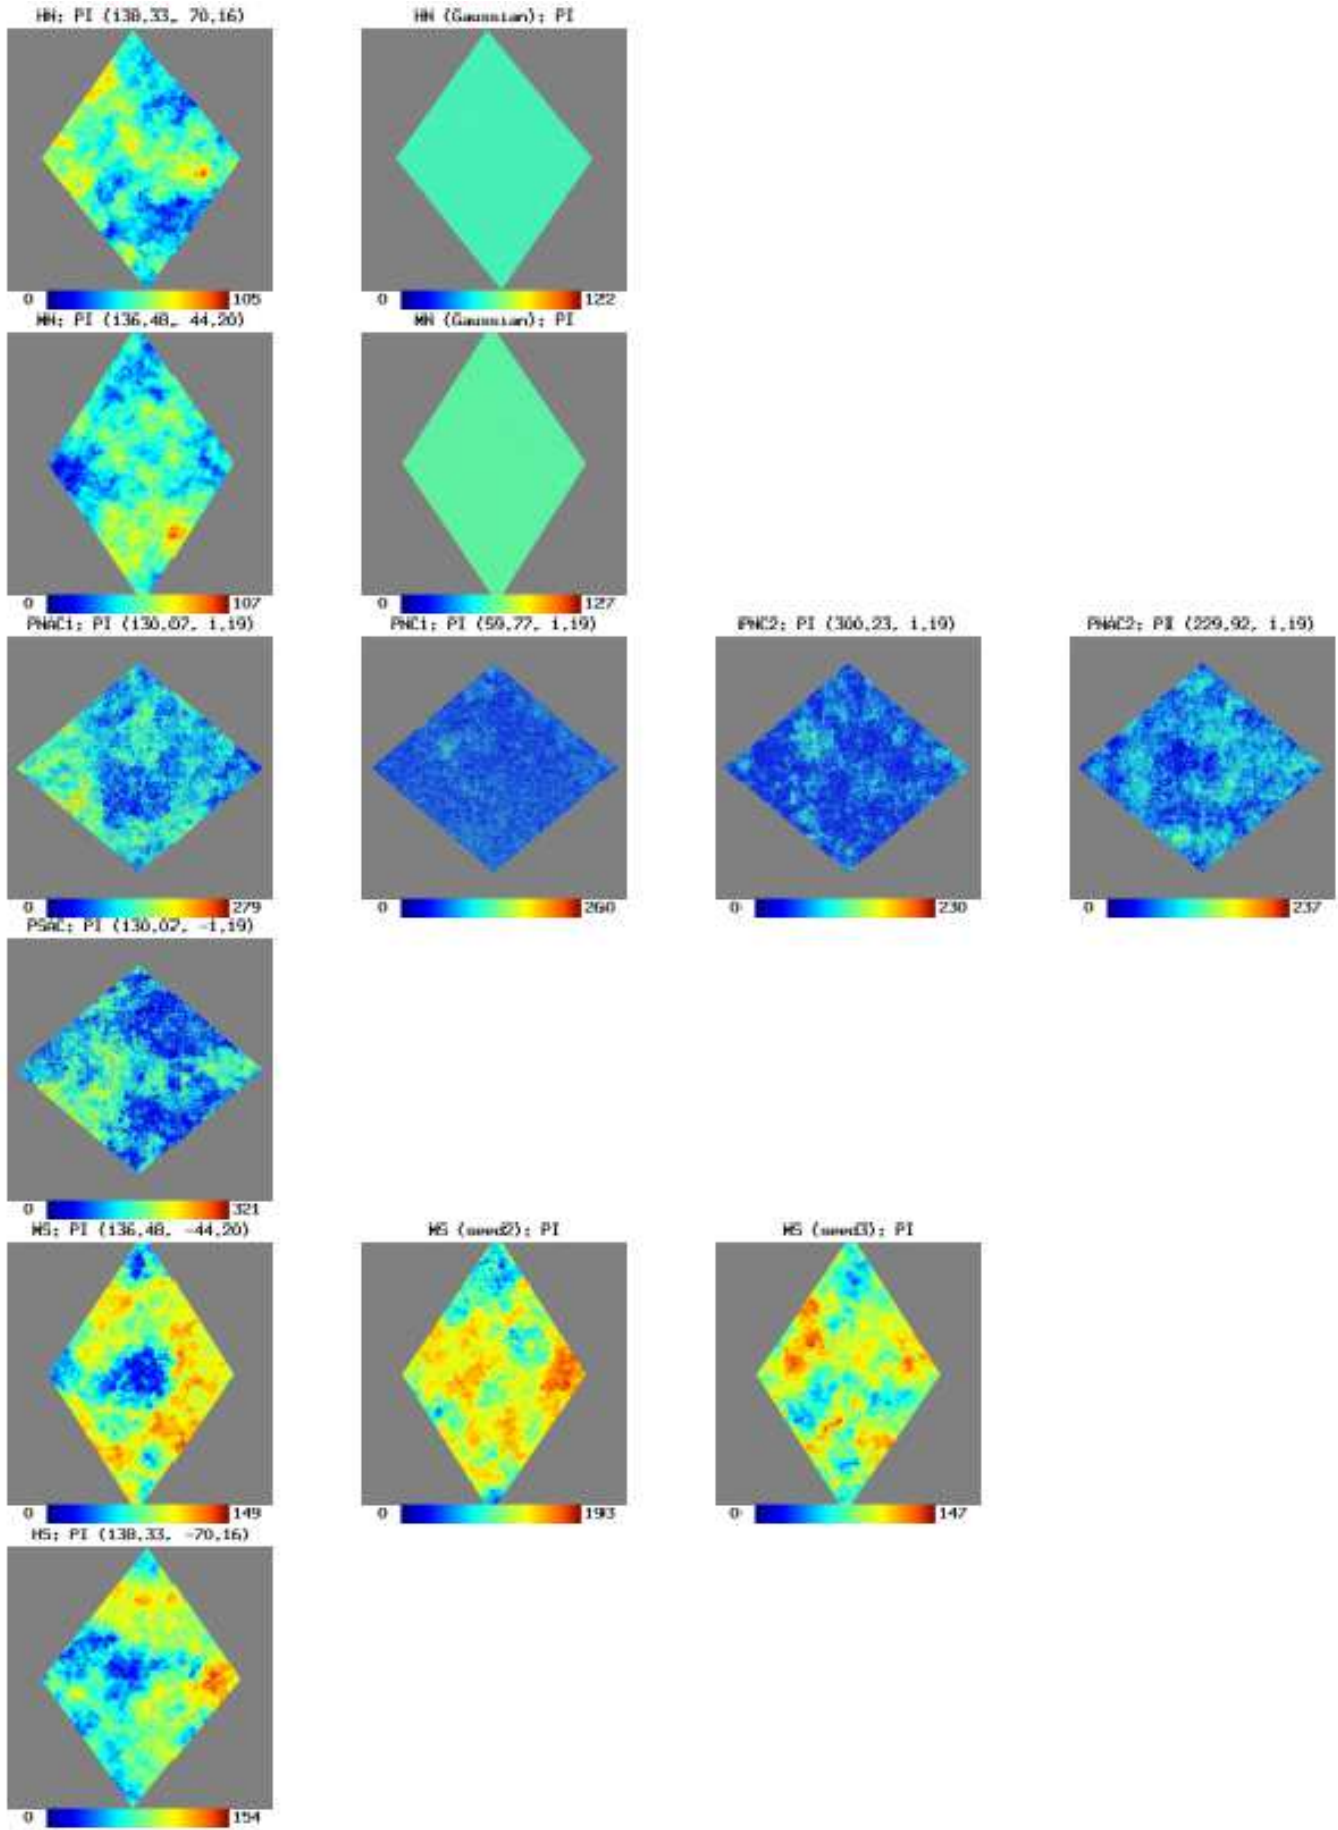 HN: PI (138.33, 70.16) HN (Gaussian): PI
0 105 0 122
MN: PI (136.48, 44.20) MN (Gaussian): PI
0 107 0 127
PNAC1: PI (130.07, 1.19) PNC1: PI (59.77, 1.19) PNC2: PI (300.23, 1.19) PNAC2: PI (229.92, 1.19)
0 279 0 260 0 230 0 237
PSAC: PI (130.07, -1.19)
0 321
MS: PI (136.48, -44.20) MS (seed2): PI MS (seed3): PI
0 149 0 193 0 147
HS: PI (138.33, -70.16)
0 154